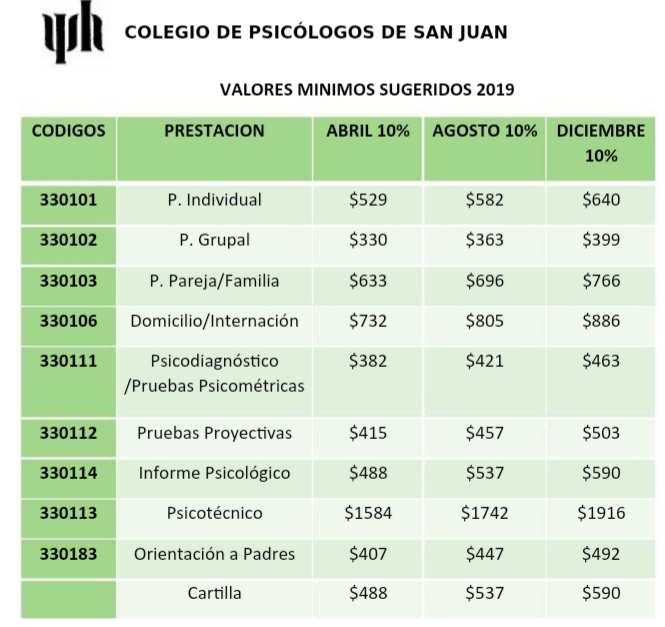 COLEGIO DE PSICÓLOGOS DE SAN JUAN
VALORES MINIMOS SUGERIDOS 2019
CODIGOS PRESTACION ABRIL 10% AGOSTO 10% DICIEMBRE
10%
330101 P. Individual $529 $582 $640
330102 P. Grupal $330 $363 $399
330103 P. Pareja/Familia $633 $696 $766
330106 Domicilio/Internación $732 $805 $886
330111 Psicodiagnóstico $382 $421 $463
/Pruebas Psicométricas
330112 Pruebas Proyectivas $415 $457 $503
330114 Informe Psicológico $488 $537 $590
330113 Psicotécnico $1584 $1742 $1916
330183 Orientación a Padres $407 $447 $492
Cartilla $488 $537 $590